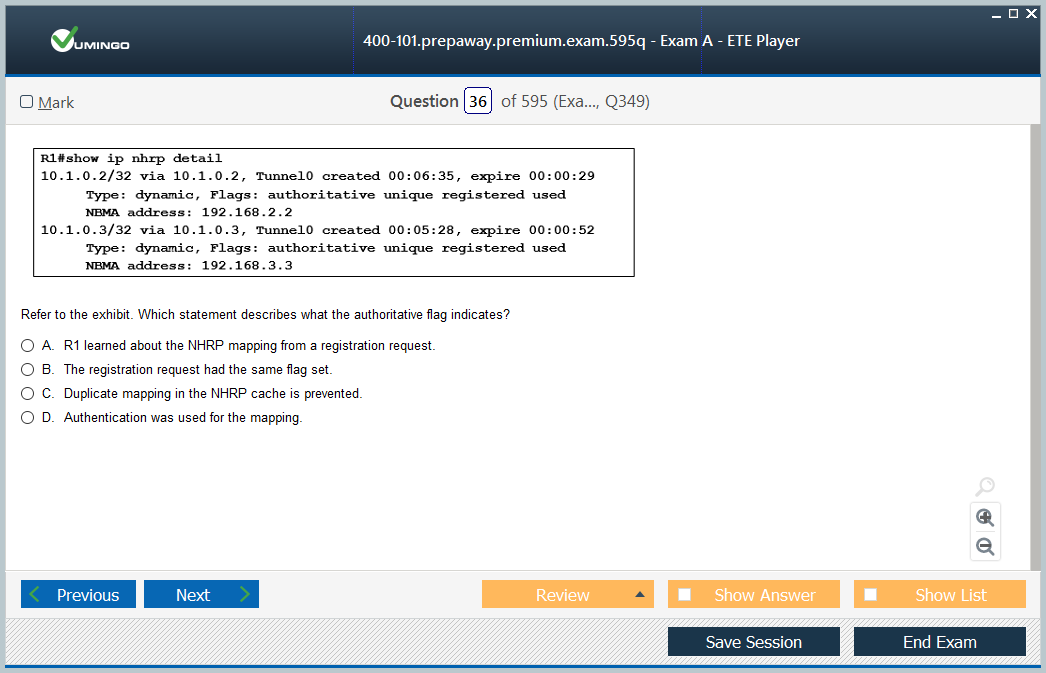 VUMINGO
400-101.prepaway.premium.exam.595q - Exam A - ETE Player
Mark
Question 36 of 595 (Exa..., Q349)
R1#show ip nhrp detail
10.1.0.2/32 via 10.1.0.2, Tunnel0 created 00:06:35, expire 00:00:29
Type: dynamic, Flags: authoritative unique registered used
NBMA address: 192.168.2.2
10.1.0.3/32 via 10.1.0.3, Tunnel0 created 00:05:28, expire 00:00:52
Type: dynamic, Flags: authoritative unique registered used
NBMA address: 192.168.3.3
Refer to the exhibit. Which statement describes what the authoritative flag indicates?
A. R1 learned about the NHRP mapping from a registration request.
B. The registration request had the same flag set.
C. Duplicate mapping in the NHRP cache is prevented.
D. Authentication was used for the mapping.
Previous Next Review Show Answer Show List
Save Session End Exam